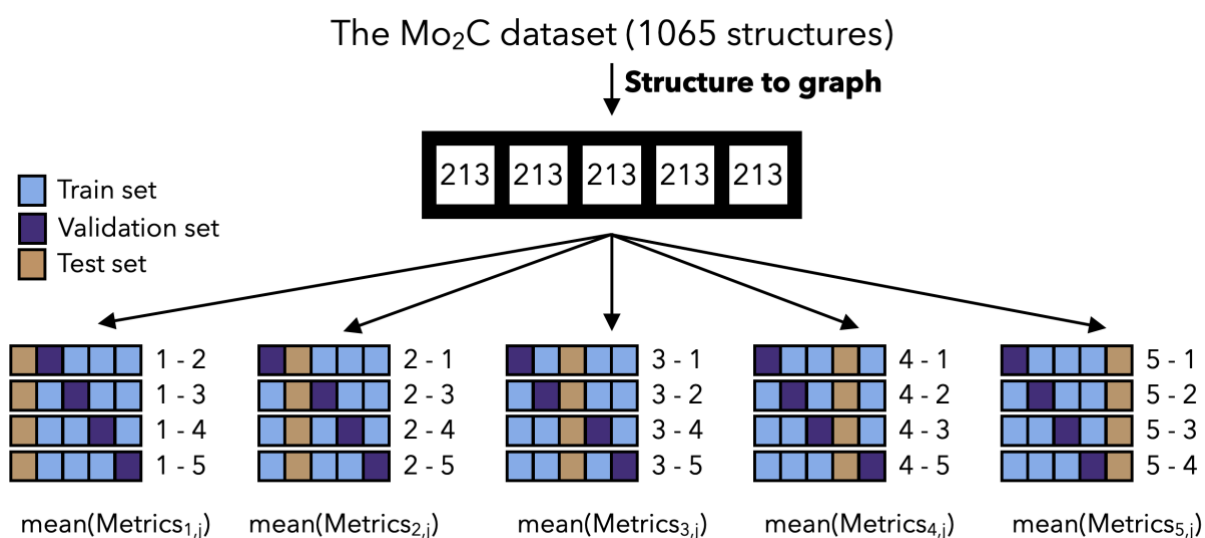 The Mo₂C dataset (1065 structures)
Structure to graph
213 213 213 213 213
Train set
Validation set
Test set
1 - 2
1 - 3
1 - 4
1 - 5
2 - 1
2 - 3
2 - 4
2 - 5
3 - 1
3 - 2
3 - 4
3 - 5
4 - 1
4 - 2
4 - 3
4 - 5
5 - 1
5 - 2
5 - 3
5 - 4
mean(Metrics₁,ⱼ) mean(Metrics₂,ⱼ) mean(Metrics₃,ⱼ) mean(Metrics₄,ⱼ) mean(Metrics₅,ⱼ)